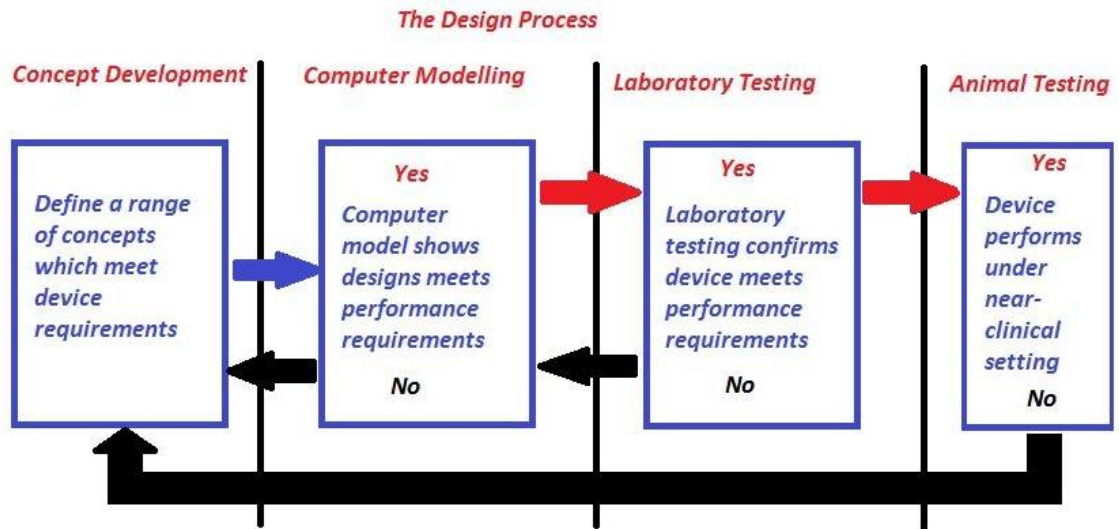 The Design Process
Concept Development
Computer Modelling
Laboratory Testing
Animal Testing
Define a range
of concepts
which meet
device
requirements
Yes
Computer
model shows
designs meets
performance
requirements
No
Yes
Laboratory
testing confirms
device meets
performance
requirements
No
Yes
Device
performs
under
near-
clinical
setting
No